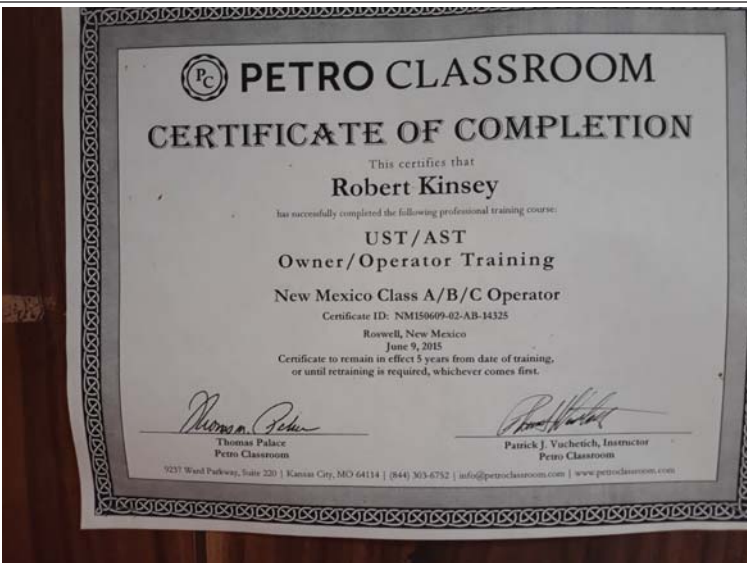 PC PETRO CLASSROOM
CERTIFICATE OF COMPLETION
This certifies that
Robert Kinsey
has successfully completed the following professional training course:
UST/AST
Owner/Operator Training
New Mexico Class A/B/C Operator
Certificate ID: NM150609-02-AB-14325
Roswell, New Mexico
June 9, 2015
Certificate to remain in effect 5 years from date of training,
or until retraining is required, whichever comes first.
Thomas Palace
Petro Classroom
Patrick J. Vuchetich, Instructor
Petro Classroom
9237 Ward Parkway, Suite 220 | Kansas City, MO 64114 | (844) 303-6752 | info@petroclassroom.com | www.petroclassroom.com